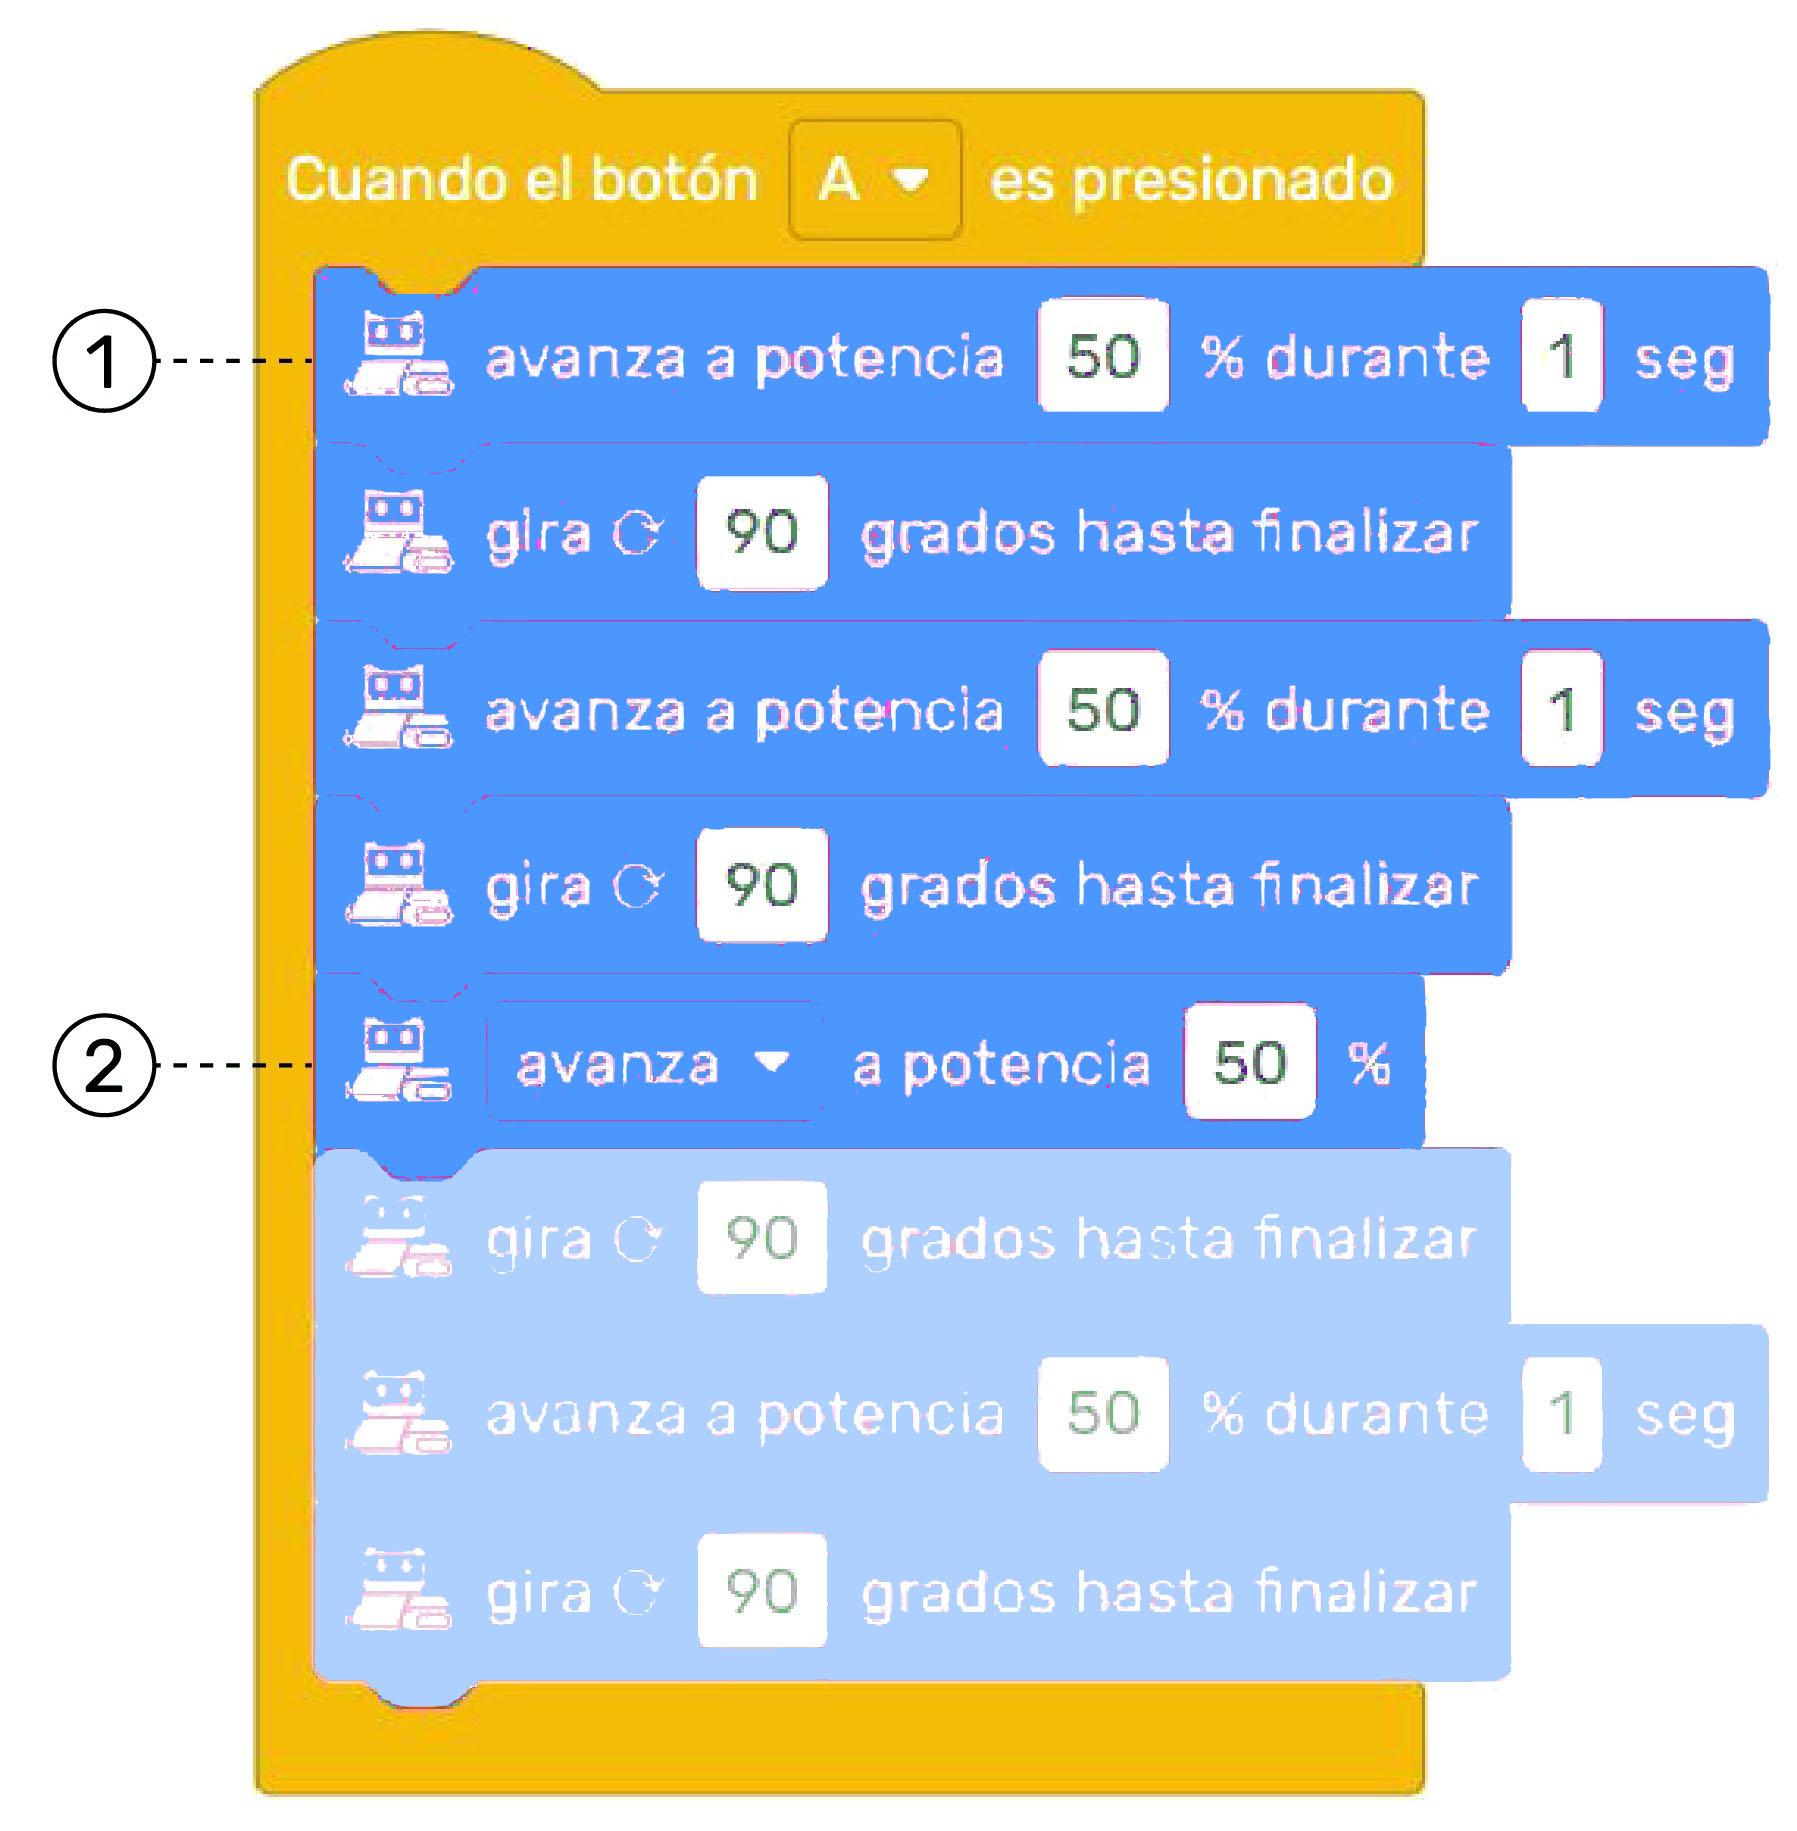 Cuando el botón A es presionado
1 avanza a potencia 50 % durante 1 seg
gira 90 grados hasta finalizar
avanza a potencia 50 % durante 1 seg
gira 90 grados hasta finalizar
2 avanza a potencia 50 %
gira 90 grados hasta finalizar
avanza a potencia 50 % durante 1 seg
gira 90 grados hasta finalizar